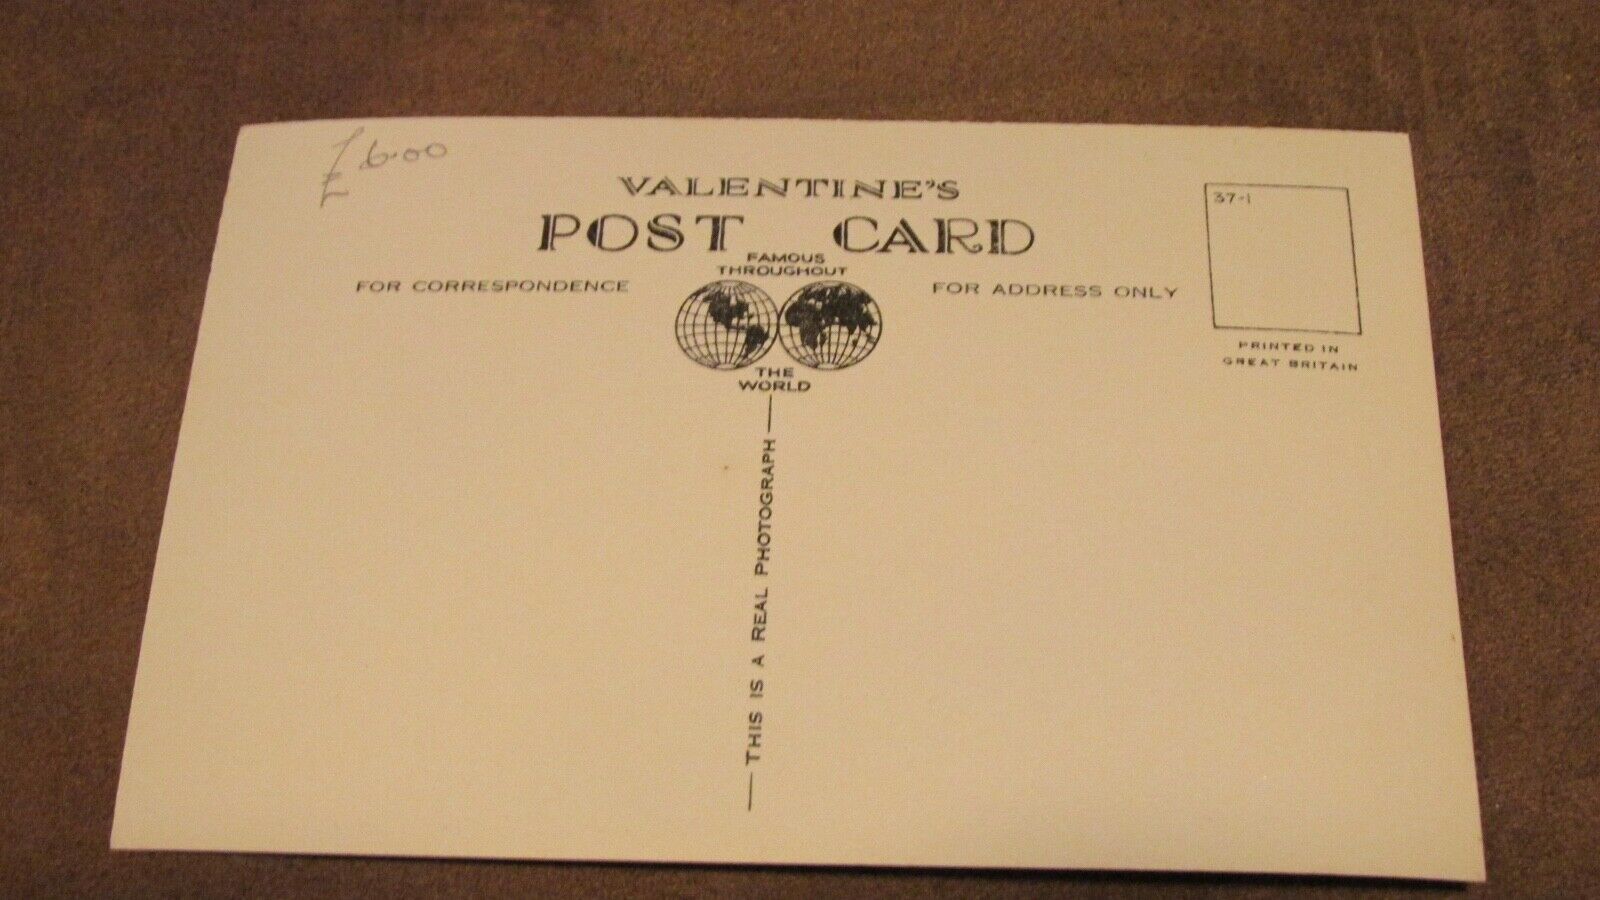 £6.00
VALENTINE'S
POST CARD
FAMOUS
THROUGHOUT
THE
WORLD
FOR CORRESPONDENCE
FOR ADDRESS ONLY
37-1
PRINTED IN
GREAT BRITAIN
THIS IS A REAL PHOTOGRAPH